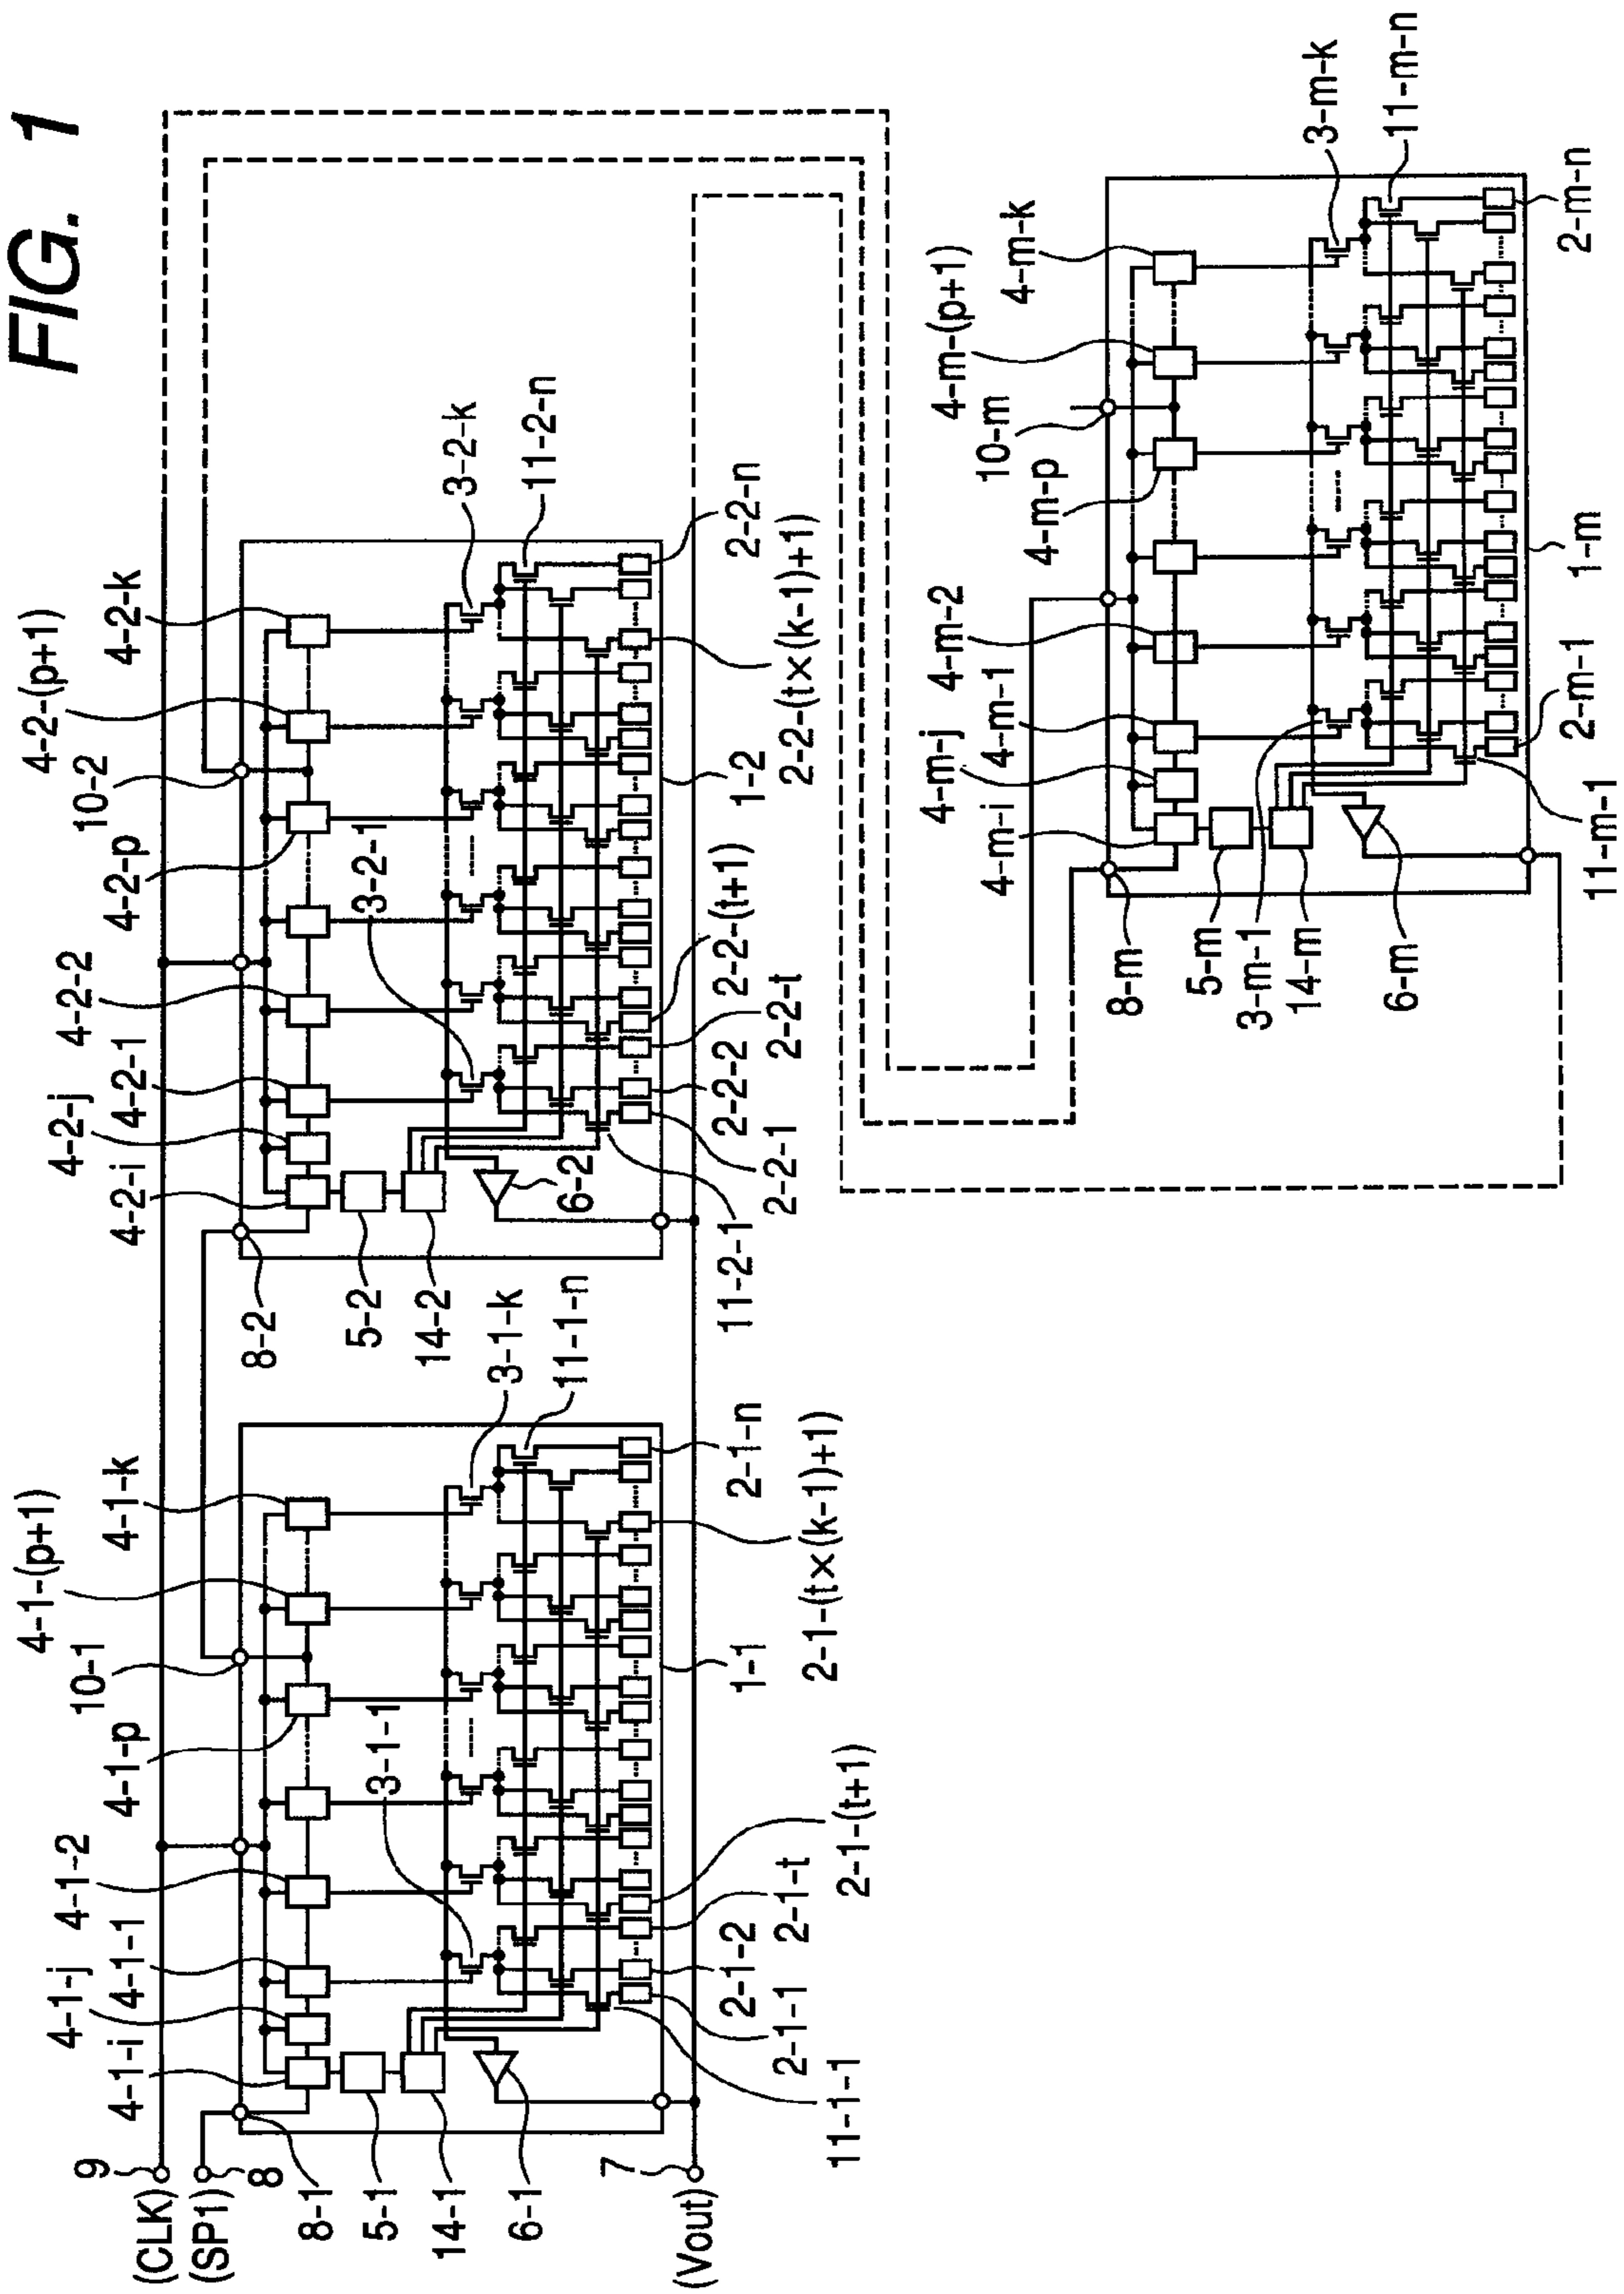 FIG. 1
9
(CLK)
(SP1)
8
8-1
5-1
14-1
6-1
7
(Vout)
4-1-i
4-1-j
4-1-1
4-1-2
4-1-p
10-1
4-1-(p+1)
4-1-k
3-1-1
3-1-k
11-1-n
11-1-1
2-1-1
2-1-2
2-1-t
2-1-(t+1)
1-1
2-1-(t×(k-1)+1)
2-1-n
8-2
5-2
14-2
6-2
4-2-i
4-2-j
4-2-1
4-2-2
4-2-p
10-2
4-2-(p+1)
4-2-k
3-2-1
3-2-k
11-2-n
11-2-1
2-2-1
2-2-2
2-2-t
2-2-(t+1)
1-2
2-2-(t×(k-1)+1)
2-2-n
8-m
5-m
3-m-1
14-m
6-m
4-m-i
4-m-j
4-m-1
4-m-2
4-m-p
10-m
4-m-(p+1)
4-m-k
3-m-k
11-m-n
11-m-1
2-m-1
1-m
2-m-n